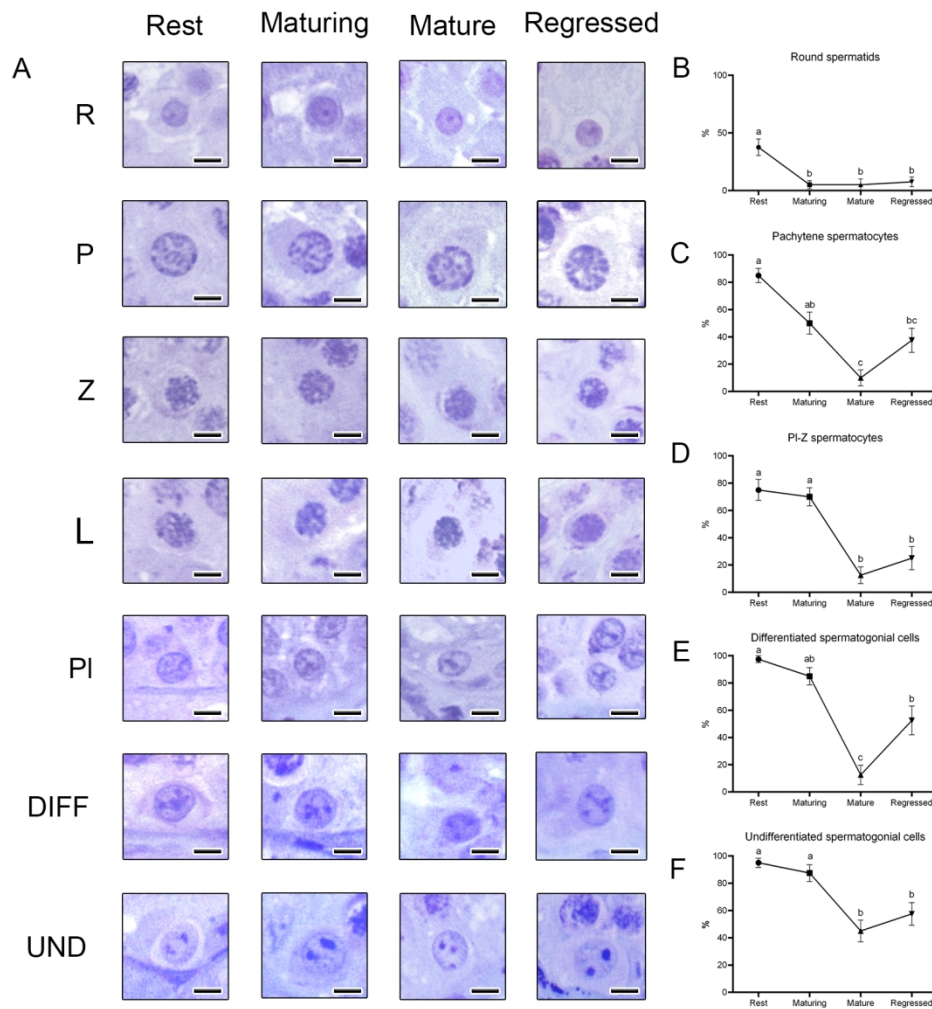 Rest Maturing Mature Regressed
A
R
P
Z
L
Pl
DIFF
UND
B
Round spermatids
100
50
0
%
a
b
b
b
Rest Maturing Mature Regressed
C
Pachytene spermatocytes
100
80
60
40
20
0
%
a
ab
c
bc
Rest Maturing Mature Regressed
D
Pl-Z spermatocytes
100
80
60
40
20
0
%
a
a
b
b
Rest Maturing Mature Regressed
E
Differentiated spermatogonial cells
100
80
60
40
20
0
%
a
ab
c
b
Rest Maturing Mature Regressed
F
Undifferentiated spermatogonial cells
100
80
60
40
20
0
%
a
a
b
b
Rest Maturing Mature Regressed